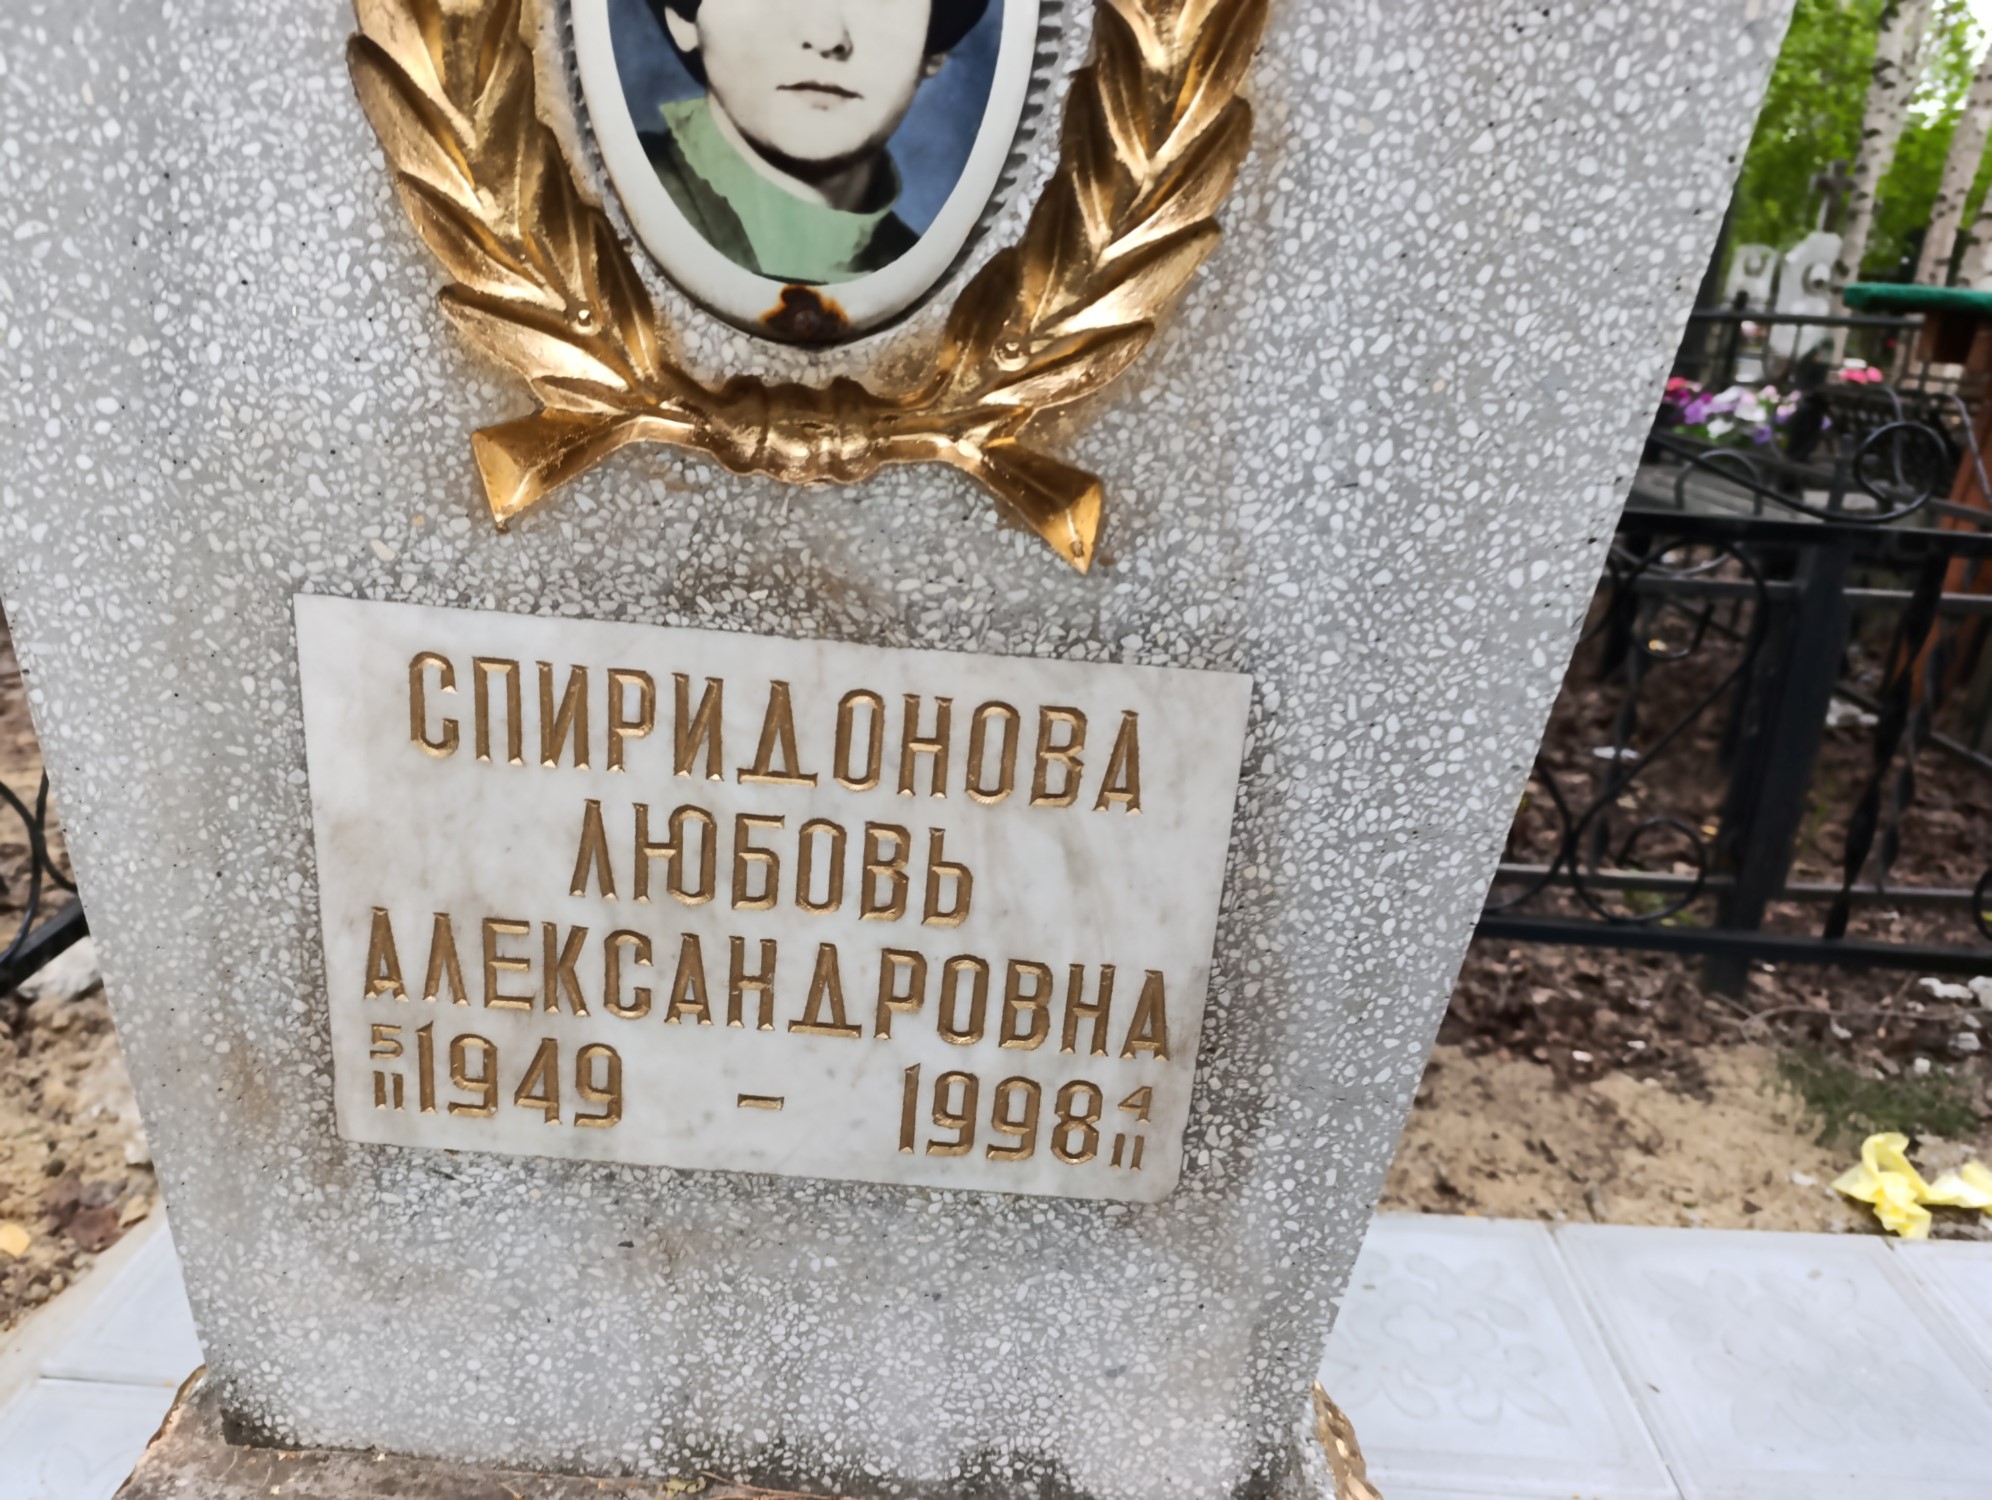 СПИРИДОНОВА
ЛЮБОВЬ
АЛЕКСАНДРОВНА
5/II 1949 - 1998 4/II